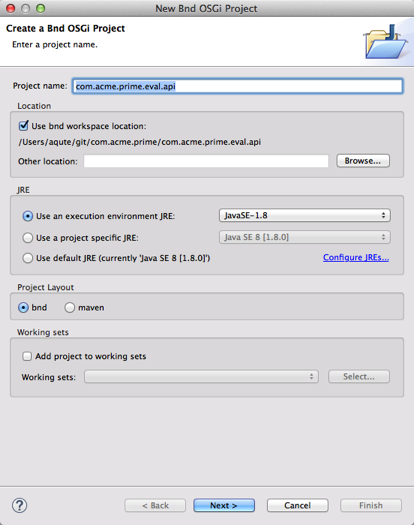 New Bnd OSGi Project
Create a Bnd OSGi Project
Enter a project name.
Project name: com.acme.prime.eval.api
Location
Use bnd workspace location:
/Users/aqute/git/com.acme.prime/com.acme.prime.eval.api
Other location: Browse...
JRE
Use an execution environment JRE: JavaSE-1.8
Use a project specific JRE: Java SE 8 [1.8.0]
Use default JRE (currently 'Java SE 8 [1.8.0]') Configure JREs...
Project Layout
bnd maven
Working sets
Add project to working sets
Working sets: Select...
? < Back Next > Cancel Finish